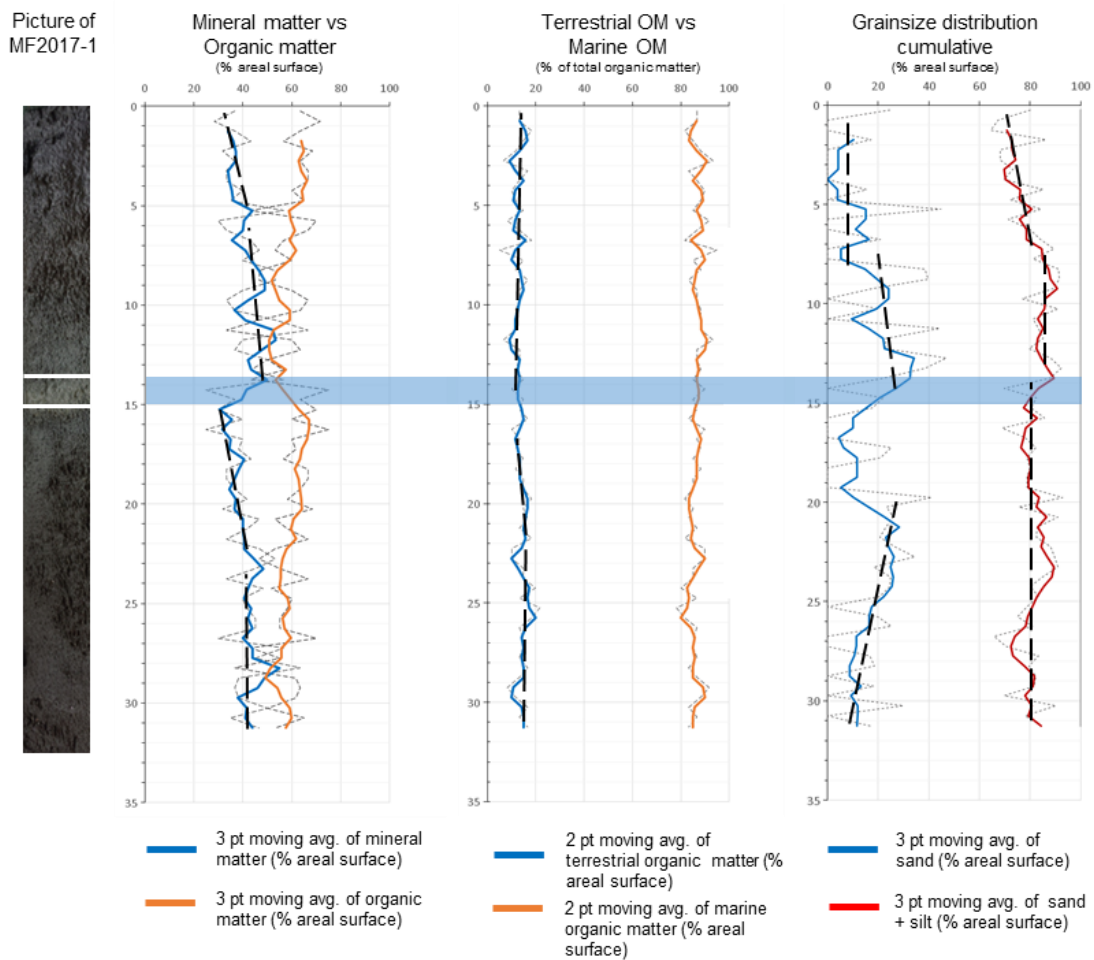 Picture of
MF2017-1
Mineral matter vs
Organic matter
(% areal surface)
0 20 40 60 80 100
0
5
10
15
20
25
30
35
Terrestrial OM vs
Marine OM
(% of total organic matter)
0 20 40 60 80 100
0
5
10
15
20
25
30
35
Grainsize distribution
cumulative
(% areal surface)
0 20 40 60 80 100
0
5
10
15
20
25
30
35
3 pt moving avg. of mineral
matter (% areal surface)
3 pt moving avg. of organic
matter (% areal surface)
2 pt moving avg. of
terrestrial organic matter (%
areal surface)
2 pt moving avg. of marine
organic matter (% areal
surface)
3 pt moving avg. of
sand (% areal surface)
3 pt moving avg. of sand
+ silt (% areal surface)